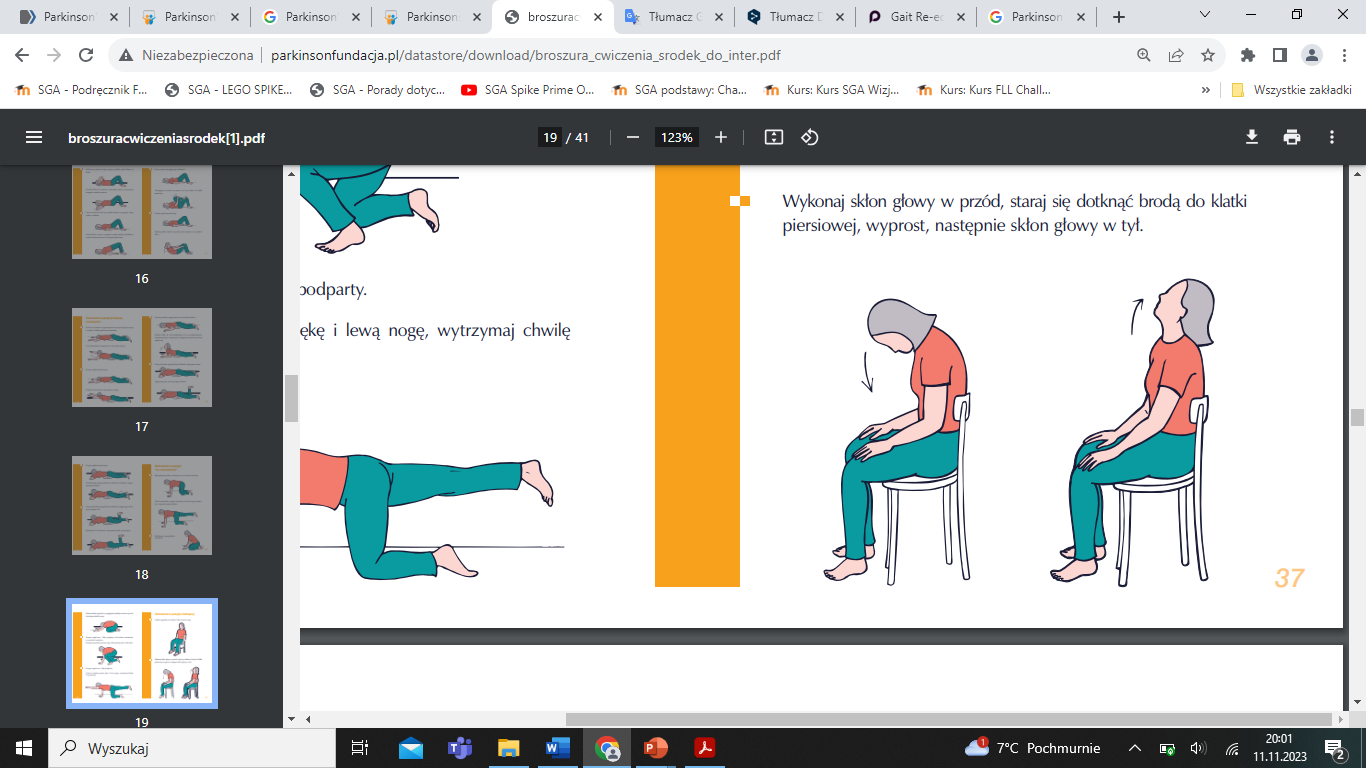 Parkinson
Parkinson
Parkinson
Parkinson
broszurac
Tłumacz G
Tłumacz D
Gait Re-ed
Parkinson
Niezabezpieczona
parkinsonfundacja.pl/datastore/download/broszura_cwiczenia_srodek_do_inter.pdf
SGA - Podręcznik F...
SGA - LEGO SPIKE...
SGA - Porady dotyc...
SGA Spike Prime O...
SGA podstawy: Cha...
Kurs: Kurs SGA Wizj...
Kurs: Kurs FLL Chall...
»
Wszystkie zakładki
broszuracwiczeniasrodek[1].pdf
19 / 41
123%
16
17
18
19
podparty.
ękę i lewą nogę, wytrzymaj chwilę
Wykonaj skłon głowy w przód, staraj się dotknąć brodą do klatki
piersiowej, wyprost, następnie skłon głowy w tył.
37
Wyszukaj
1
7°C Pochmurnie
20:01
11.11.2023
2